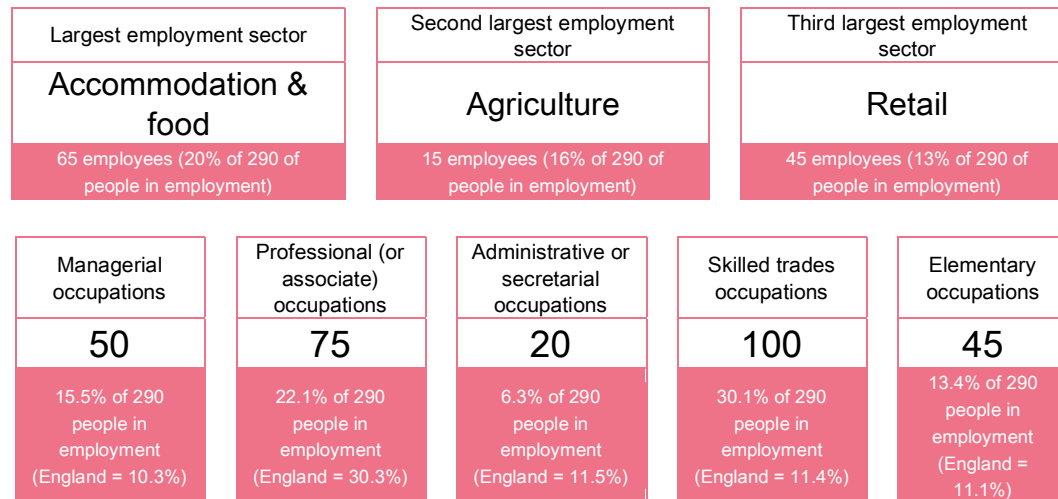 Largest employment sector
Accommodation &
food
65 employees (20% of 290 of
people in employment)
Second largest employment
sector
Agriculture
15 employees (16% of 290 of
people in employment)
Third largest employment
sector
Retail
45 employees (13% of 290 of
people in employment)
Managerial
occupations
50
15.5% of 290
people in
employment
(England = 10.3%)
Professional (or
associate)
occupations
75
22.1% of 290
people in
employment
(England = 30.3%)
Administrative or
secretarial
occupations
20
6.3% of 290
people in
employment
(England = 11.5%)
Skilled trades
occupations
100
30.1% of 290
people in
employment
(England = 11.4%)
Elementary
occupations
45
13.4% of 290
people in
employment
(England =
11.1%)